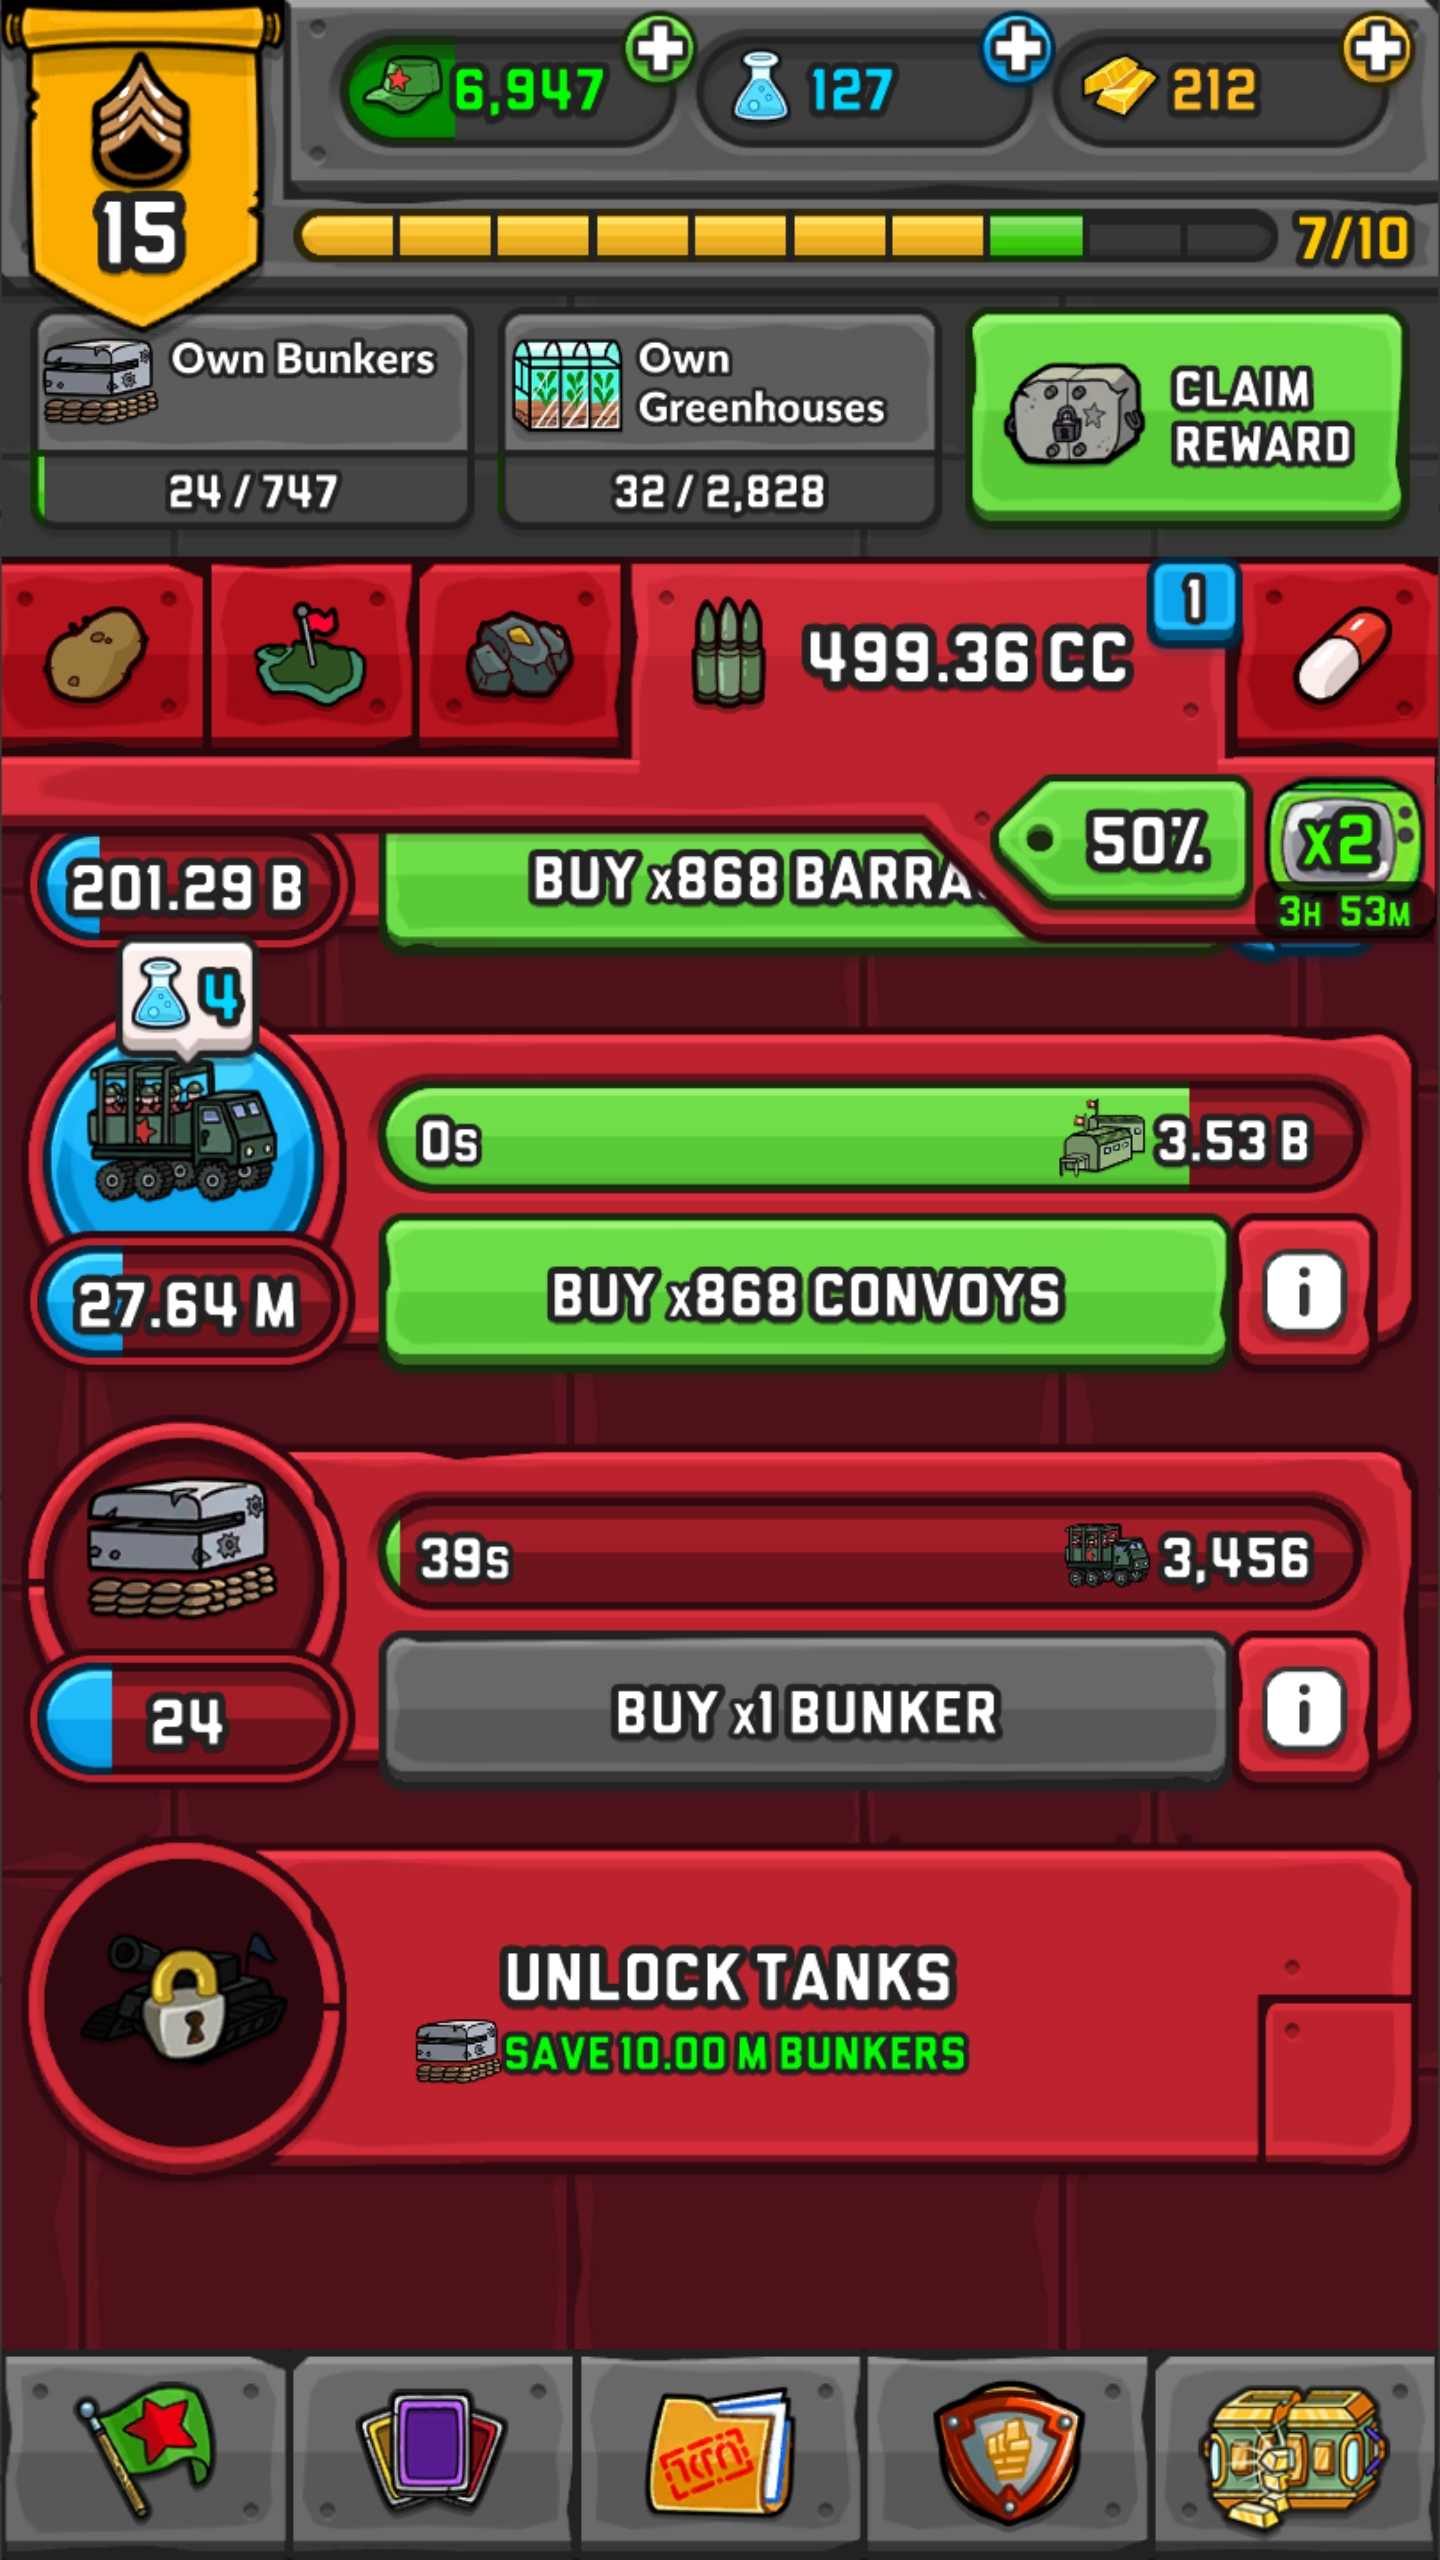 6,947
127
212
15
7/10
Own Bunkers
24 / 747
Own
Greenhouses
32 / 2,828
CLAIM
REWARD
499.36 CC
1
50%
x2
3H 53M
201.29 B
BUY x868
4
0s
3.53 B
27.64 M
BUY x868 CONVOYS
i
39s
3,456
24
BUY x1 BUNKER
i
UNLOCK TANKS
SAVE 10.00 M BUNKERS